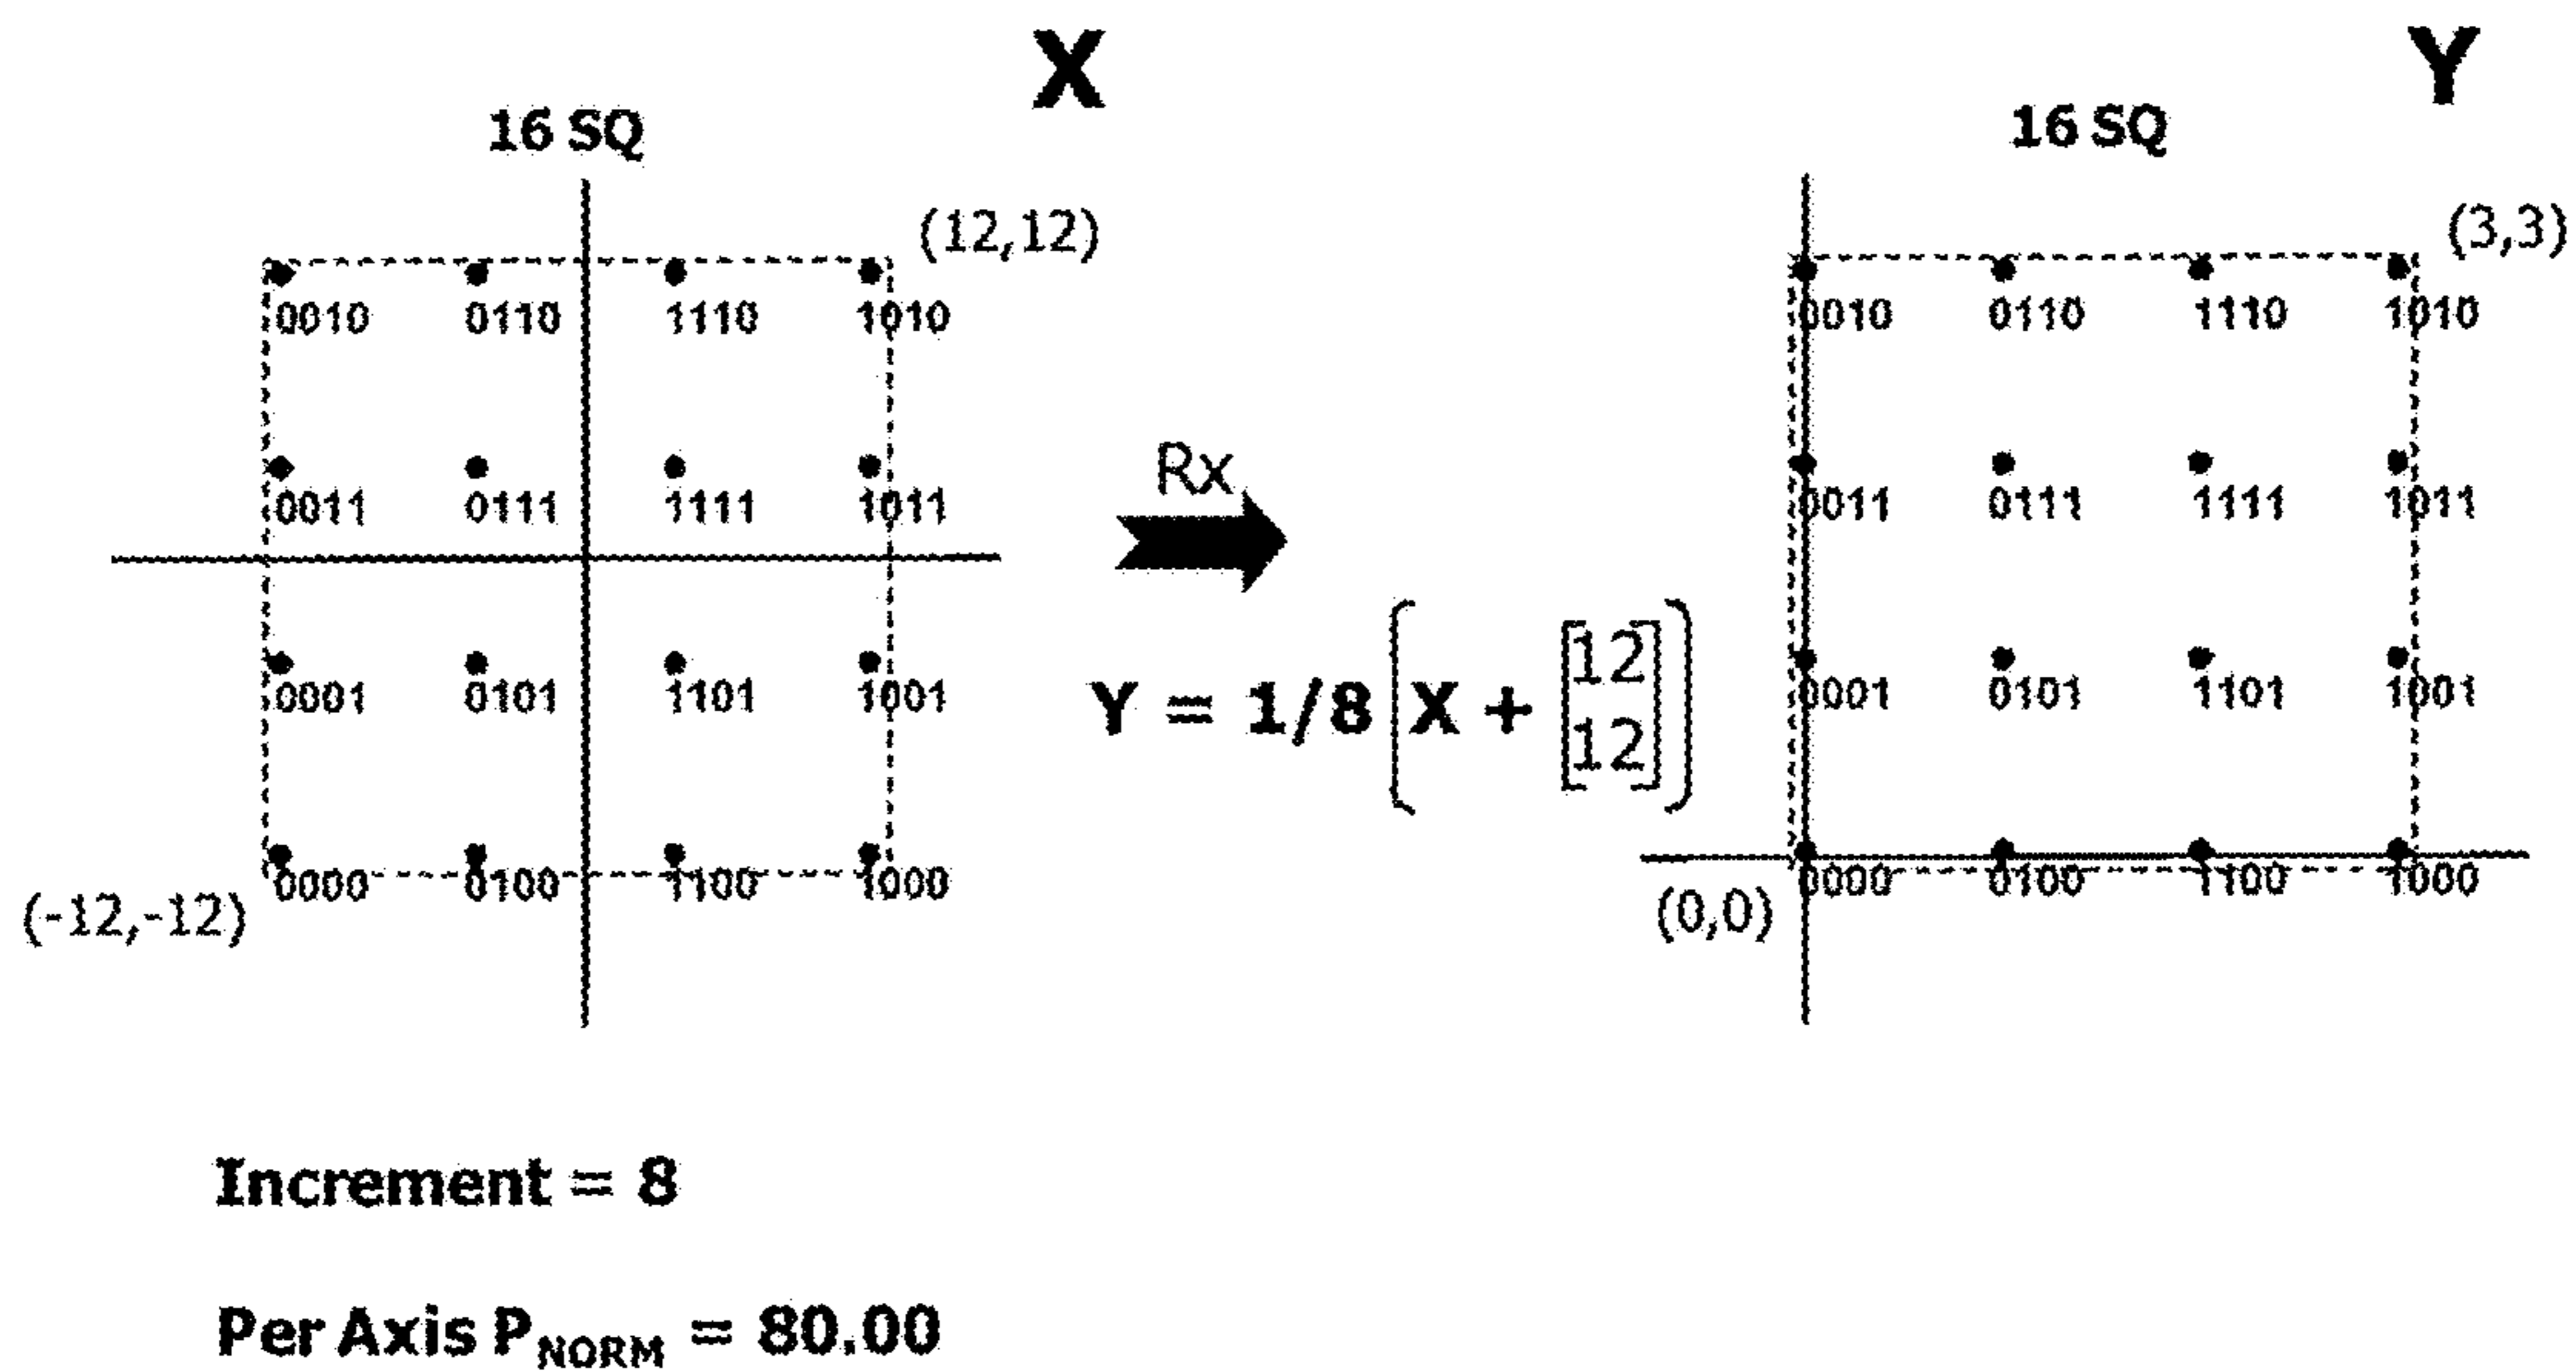 X
16 SQ
(12,12)
0010 0110 1110 1010
0011 0111 1111 1011
0001 0101 1101 1001
0000 0100 1100 1000
(-12,-12)
Rx
Y = 1/8 (X + [12
12])
Y
16 SQ
(3,3)
0010 0110 1110 1010
0011 0111 1111 1011
0001 0101 1101 1001
0000 0100 1100 1000
(0,0)
Increment = 8
Per Axis P_NORM = 80.00